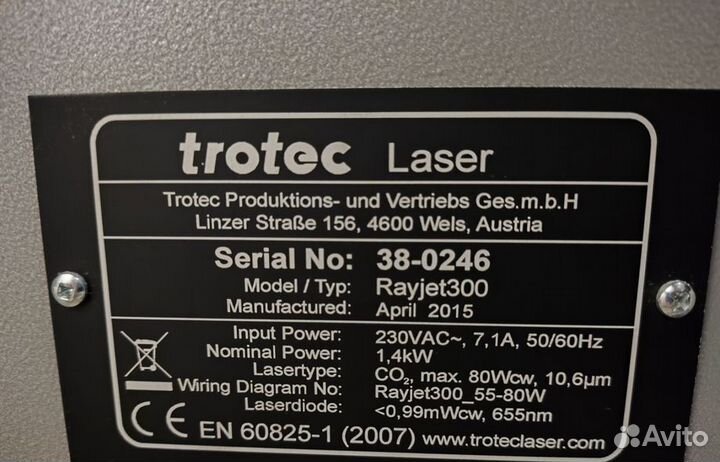 trotec Laser
Trotec Produktions- und Vertriebs Ges.m.b.H
Linzer Straße 156, 4600 Wels, Austria
Serial No: 38-0246
Model / Typ: Rayjet300
Manufactured: April 2015
Input Power: 230VAC~, 7,1A, 50/60Hz
Nominal Power: 1,4kW
Lasertype: CO₂, max. 80Wcw, 10,6µm
Wiring Diagram No: Rayjet300_55-80W
Laserdiode: <0,99mWcw, 655nm
CE EN 60825-1 (2007) www.troteclaser.com
Avito